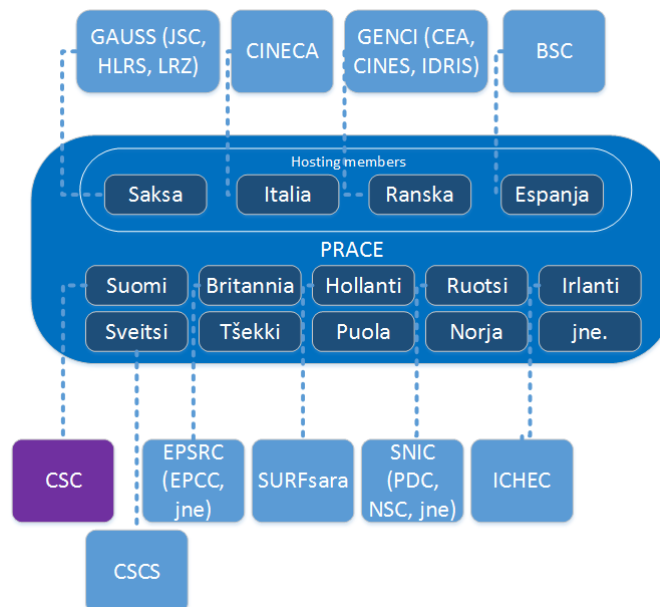 GAUSS (JSC,
HLRS, LRZ)
CINECA
GENCI (CEA,
CINES, IDRIS)
BSC
Hosting members
Saksa
Italia
Ranska
Espanja
PRACE
Suomi
Britannia
Hollanti
Ruotsi
Irlanti
Sveitsi
Tšekki
Puola
Norja
jne.
CSC
EPSRC
(EPCC,
jne)
SURFsara
SNIC
(PDC,
NSC, jne)
ICHEC
CSCS